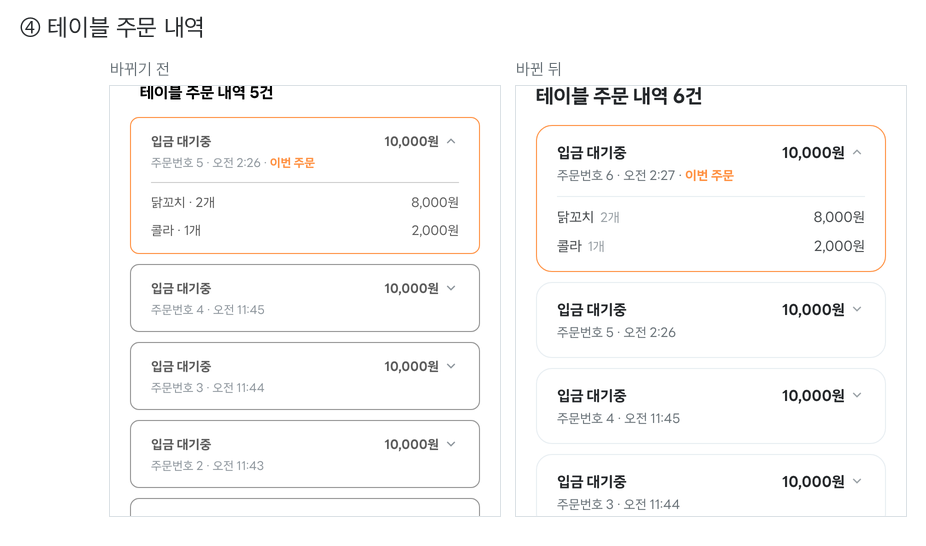 ④ 테이블 주문 내역
바뀌기 전
테이블 주문 내역 5건
입금 대기중 10,000원
주문번호 5 · 오전 2:26 · 이번 주문
닭꼬치 · 2개 8,000원
콜라 · 1개 2,000원
입금 대기중 10,000원
주문번호 4 · 오전 11:45
입금 대기중 10,000원
주문번호 3 · 오전 11:44
입금 대기중 10,000원
주문번호 2 · 오전 11:43
바뀐 뒤
테이블 주문 내역 6건
입금 대기중 10,000원
주문번호 6 · 오전 2:27 · 이번 주문
닭꼬치 2개 8,000원
콜라 1개 2,000원
입금 대기중 10,000원
주문번호 5 · 오전 2:26
입금 대기중 10,000원
주문번호 4 · 오전 11:45
입금 대기중 10,000원
주문번호 3 · 오전 11:44